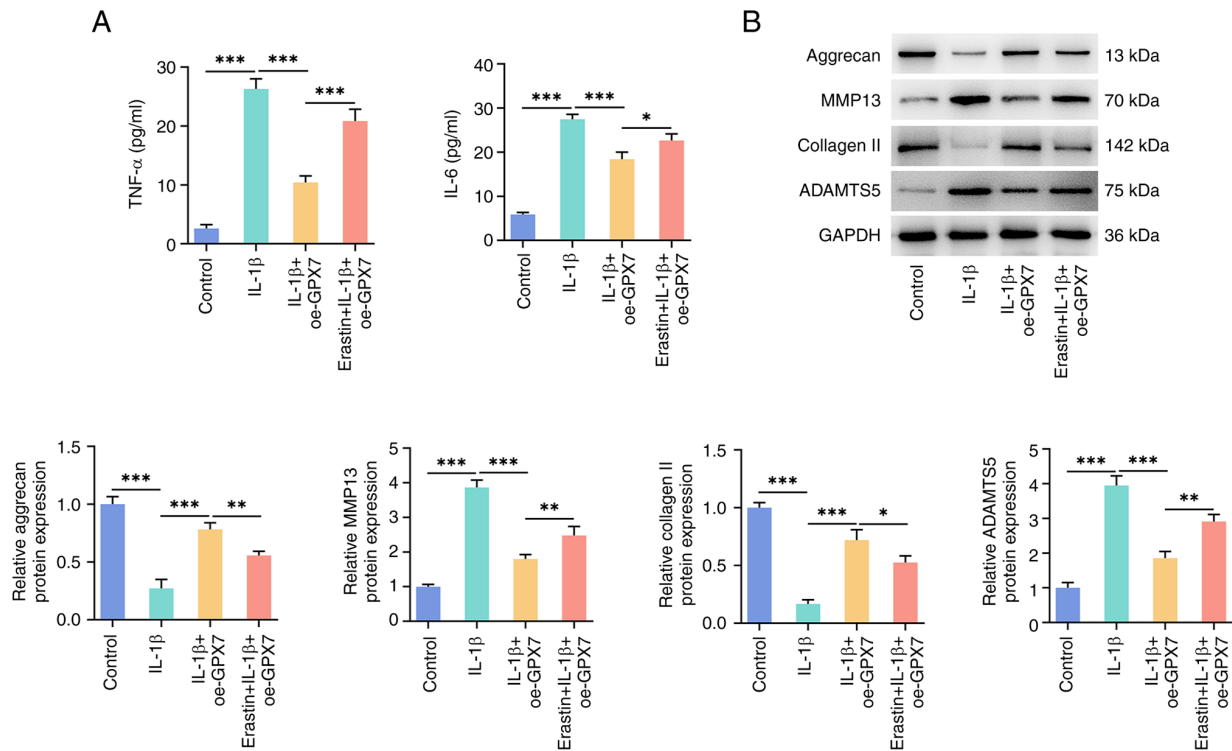 A
TNF-α (pg/ml)
30
20
10
0
***
***
***
Control
IL-1β
IL-1β+
oe-GPX7
Erastin+IL-1β+
oe-GPX7
IL-6 (pg/ml)
40
30
20
10
0
***
***
*
Control
IL-1β
IL-1β+
oe-GPX7
Erastin+IL-1β+
oe-GPX7
B
Aggrecan 13 kDa
MMP13 70 kDa
Collagen II 142 kDa
ADAMTS5 75 kDa
GAPDH 36 kDa
Control
IL-1β
IL-1β+
oe-GPX7
Erastin+IL-1β+
oe-GPX7
Relative aggrecan
protein expression
1.5
1.0
0.5
0.0
***
***
**
Control
IL-1β
IL-1β+
oe-GPX7
Erastin+IL-1β+
oe-GPX7
Relative MMP13
protein expression
5
4
3
2
1
0
***
***
**
Control
IL-1β
IL-1β+
oe-GPX7
Erastin+IL-1β+
oe-GPX7
Relative collagen II
protein expression
1.5
1.0
0.5
0.0
***
***
*
Control
IL-1β
IL-1β+
oe-GPX7
Erastin+IL-1β+
oe-GPX7
Relative ADAMTS5
protein expression
5
4
3
2
1
0
***
***
**
Control
IL-1β
IL-1β+
oe-GPX7
Erastin+IL-1β+
oe-GPX7